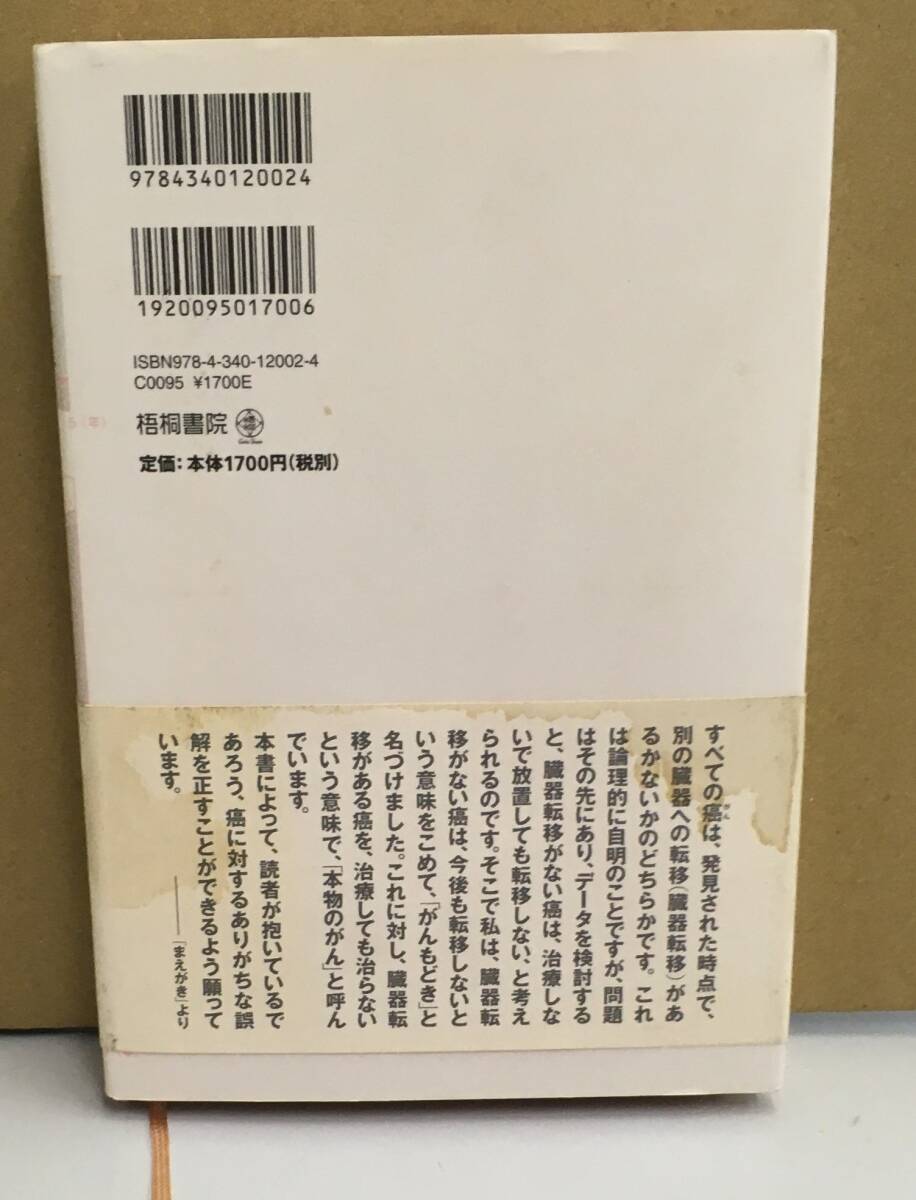 9784340120024
1920095017006
ISBN978-4-340-12002-4
C0095 ¥1700E
梧桐書院
定価：本体1700円（税別）
すべての癌は、発見された時点で、
別の臓器への転移（臓器転移）があ
るかないかのどちらかです。これ
は論理的に自明のことですが、問題
はその先にあり、データを検討する
と、臓器転移がない癌は、治療しな
いで放置しても転移しない、と考え
られるのです。そこで私は、臓器転
移がない癌は、今後も転移しないと
いう意味をこめて、「がんもどき」と
名づけました。これに対し、臓器転
移がある癌を、治療しても治らない
という意味で、「本物のがん」と呼ん
でいます。
本書によって、読者が抱いているで
あろう、癌に対するありがちな誤
解を正すことができるよう願って
います。
――「まえがき」より